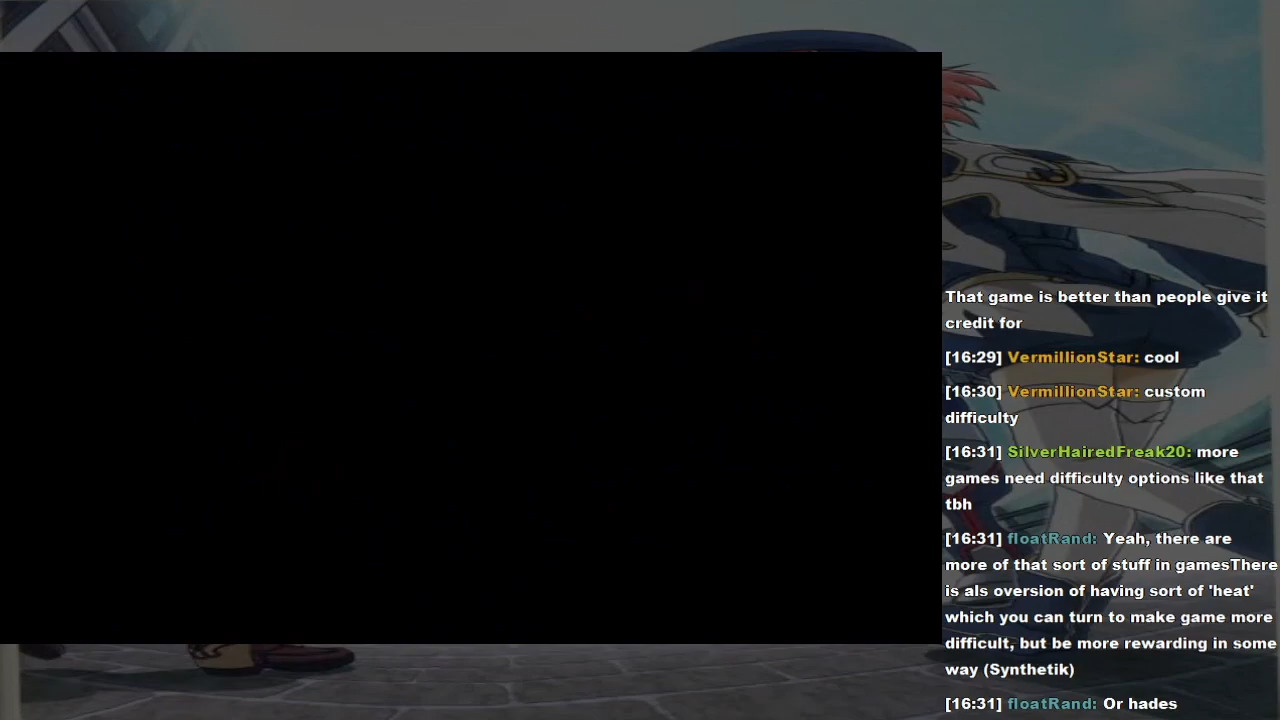 That game is better than people give it
credit for
[16:29] VermillionStar: cool
[16:30] VermillionStar: custom
difficulty
[16:31] SilverHairedFreak20: more
games need difficulty options like that
tbh
[16:31] floatRand: Yeah, there are
more of that sort of stuff in gamesThere
is als oversion of having sort of 'heat'
which you can turn to make game more
difficult, but be more rewarding in some
way (Synthetik)
[16:31] floatRand: Or hades